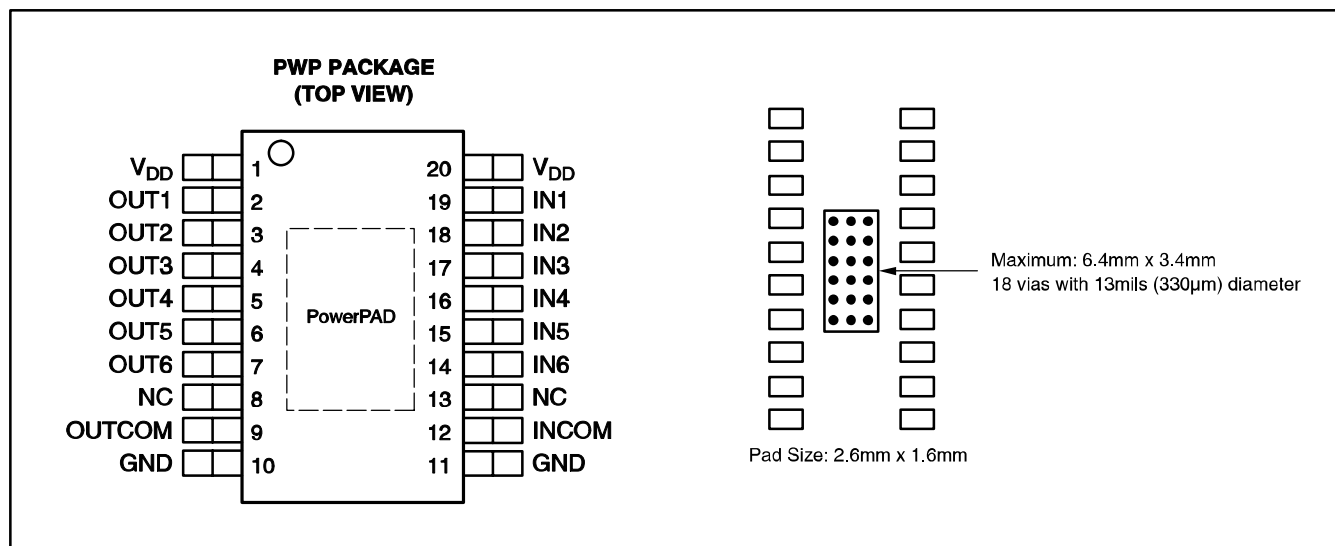 PWP PACKAGE
(TOP VIEW)
VDD 1 20 VDD
OUT1 2 19 IN1
OUT2 3 18 IN2
OUT3 4 17 IN3
OUT4 5 16 IN4
OUT5 6 15 IN5
OUT6 7 14 IN6
NC 8 13 NC
OUTCOM 9 12 INCOM
GND 10 11 GND
PowerPAD
Maximum: 6.4mm x 3.4mm
18 vias with 13mils (330µm) diameter
Pad Size: 2.6mm x 1.6mm